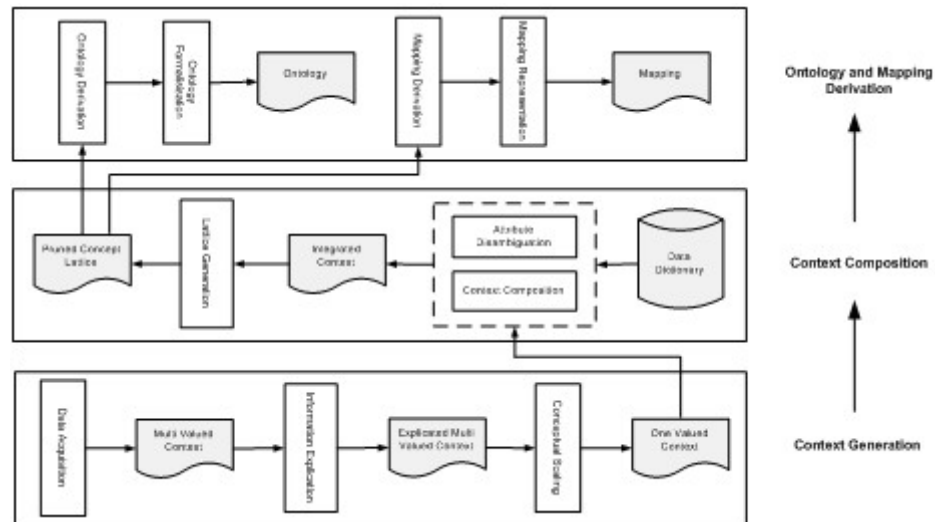 Ontology Derivation
Ontology
Formalization
Ontology
Mapping Derivation
Mapping Representation
Mapping
Ontology and Mapping
Derivation
Pruned Concept
Lattice
Lattice Generation
Integrated
Context
Attribute
Disambiguation
Context Composition
Data
Dictionary
Context Composition
Data Acquisition
Multi Valued
Context
Information Explication
Explicated Multi
Valued Context
Conceptual Scaling
One Valued
Context
Context Generation